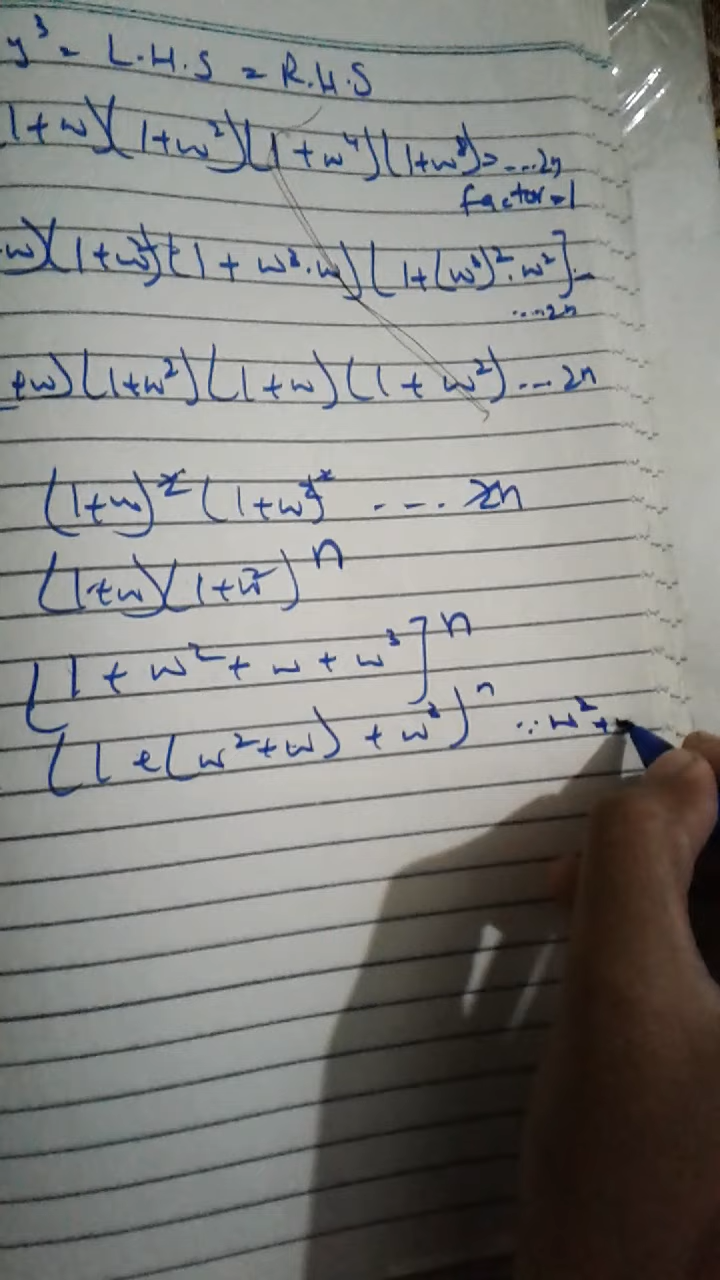 y³ = L.H.S = R.H.S
1+w)(1+w²)(1+w⁴)(1+w⁸)=....2n
factor=1
w)(1+w²)(1+w³.w)[1+(w³)².w²]...
....2n
+w)(1+w²)(1+w)(1+w²)...2n
(1+w)² (1+w²)² .... 2n
(1+w)(1+w²)ⁿ
[1+w²+w+w³]ⁿ
(1+(w²+w)+w³)ⁿ ∵w²+